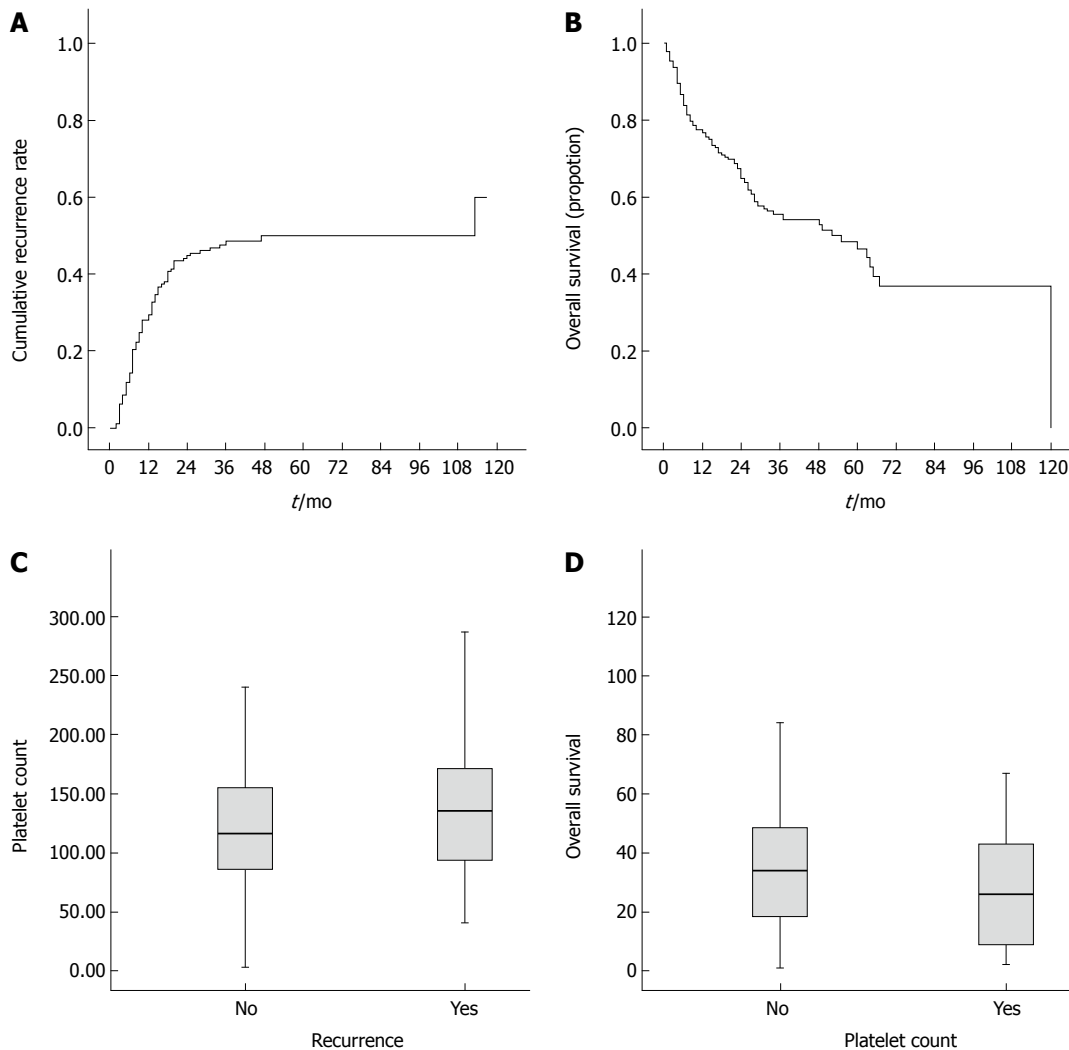 A
Cumulative recurrence rate
1.0
0.8
0.6
0.4
0.2
0.0
0 12 24 36 48 60 72 84 96 108 120
t/mo
B
Overall survival (propotion)
1.0
0.8
0.6
0.4
0.2
0.0
0 12 24 36 48 60 72 84 96 108 120
t/mo
C
Platelet count
300.00
250.00
200.00
150.00
100.00
50.00
0.00
No Yes
Recurrence
D
Overall survival
120
100
80
60
40
20
0
No Yes
Platelet count